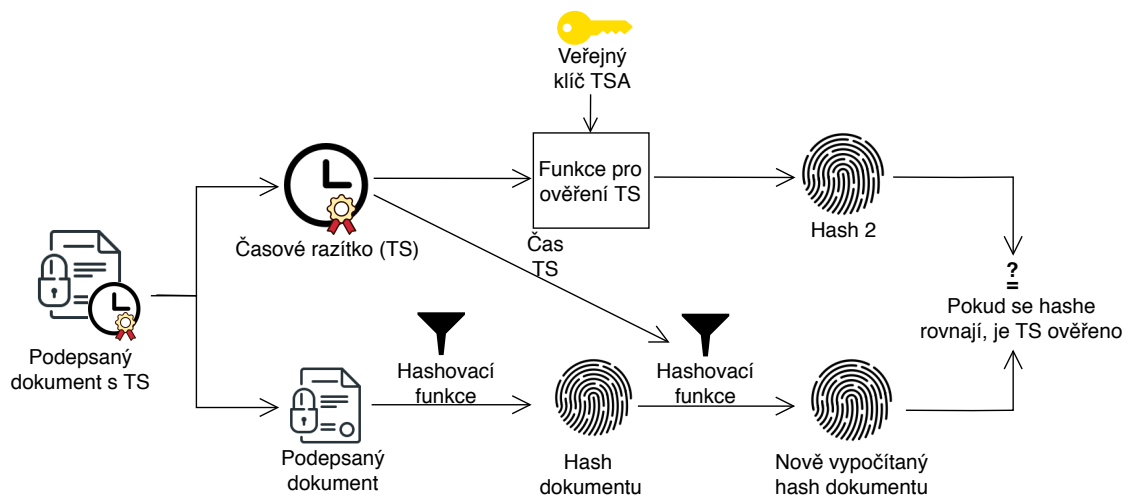 Veřejný
klíč TSA
Funkce pro
ověření TS
Hash 2
Časové razítko (TS)
Čas
TS
?
=
Pokud se hashe
rovnají, je TS ověřeno
Podepsaný
dokument s TS
Hashovací
funkce
Hashovací
funkce
Podepsaný
dokument
Hash
dokumentu
Nově vypočítaný
hash dokumentu